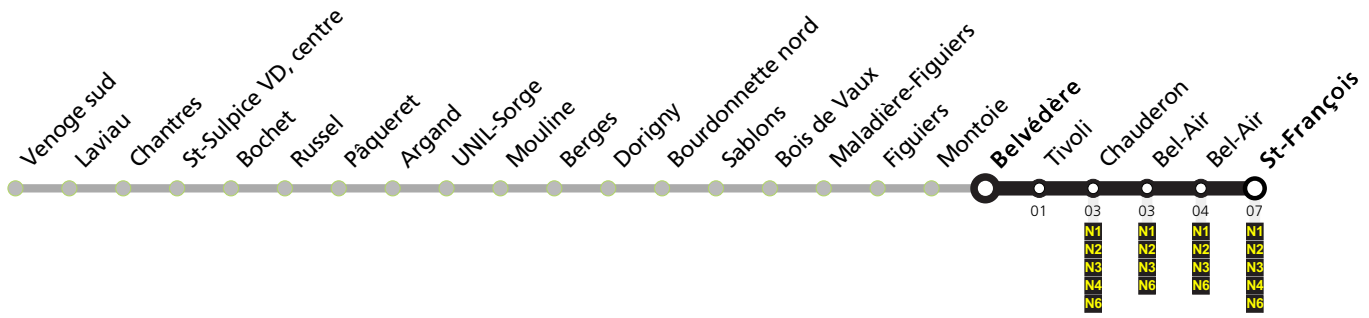 Venoge sud
Laviau
Chantres
St-Sulpice VD, centre
Bochet
Russel
Pâqueret
Argand
UNIL-Sorge
Mouline
Berges
Dorigny
Bourdonnette nord
Sablons
Bois de Vaux
Maladière-Figuiers
Figuiers
Montoie
Belvédère
Tivoli
Chauderon
Bel-Air
Bel-Air
St-François
01 03 03 04 07
N1 N1 N1 N1
N2 N2 N2 N2
N3 N3 N3 N3
N4 N6 N6 N4
N6 N6